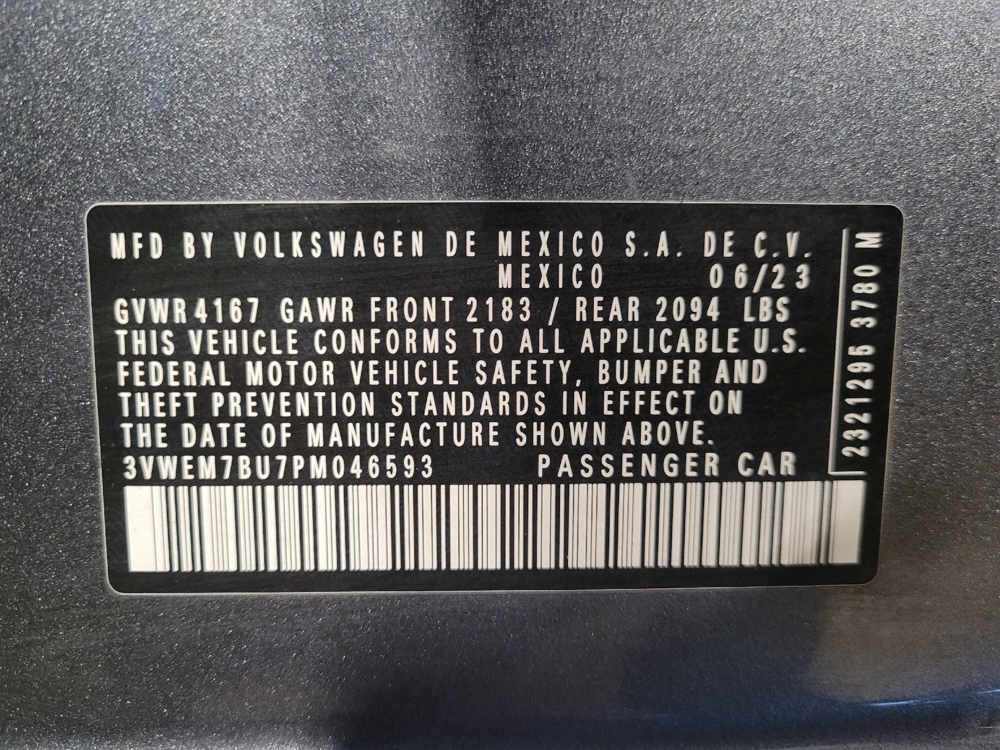 MFD BY VOLKSWAGEN DE MEXICO S.A. DE C.V.
MEXICO 06/23
GVWR 4167 GAWR FRONT 2183 / REAR 2094 LBS
THIS VEHICLE CONFORMS TO ALL APPLICABLE U.S.
FEDERAL MOTOR VEHICLE SAFETY, BUMPER AND
THEFT PREVENTION STANDARDS IN EFFECT ON
THE DATE OF MANUFACTURE SHOWN ABOVE.
3VWEM7BU7PM046593 PASSENGER CAR
2321295 3780 M